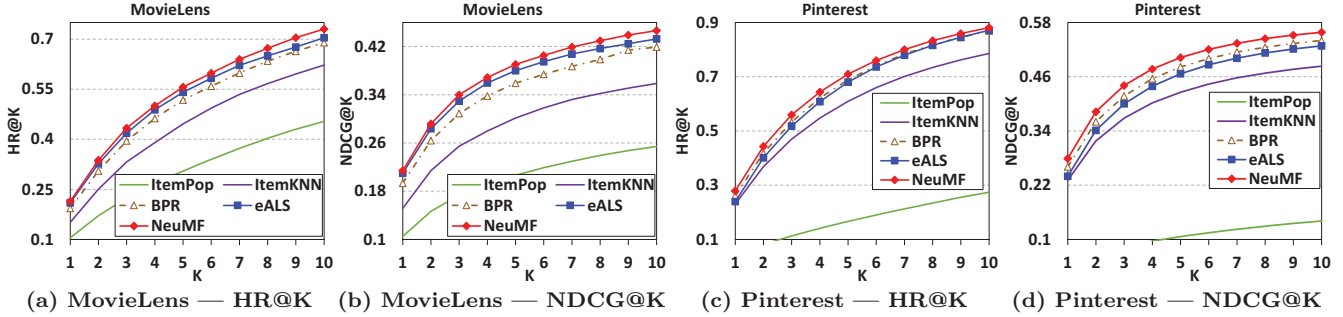 MovieLens
HR@K
0.7
0.55
0.4
0.25
0.1
ItemPop
ItemKNN
BPR
eALS
NeuMF
1 2 3 4 5 6 7 8 9 10
K
(a) MovieLens — HR@K
MovieLens
NDCG@K
0.42
0.34
0.26
0.18
0.1
ItemPop
ItemKNN
BPR
eALS
NeuMF
1 2 3 4 5 6 7 8 9 10
K
(b) MovieLens — NDCG@K
Pinterest
HR@K
0.9
0.7
0.5
0.3
0.1
ItemPop
ItemKNN
BPR
eALS
NeuMF
1 2 3 4 5 6 7 8 9 10
K
(c) Pinterest — HR@K
Pinterest
NDCG@K
0.58
0.46
0.34
0.22
0.1
ItemPop
ItemKNN
BPR
eALS
NeuMF
1 2 3 4 5 6 7 8 9 10
K
(d) Pinterest — NDCG@K